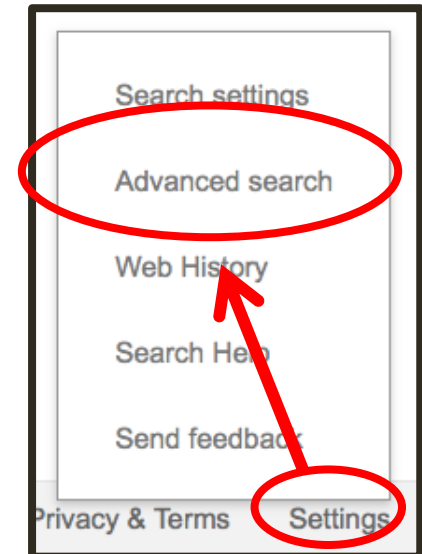 Search settings
Advanced search
Web History
Search Help
Send feedback
Privacy & Terms Settings